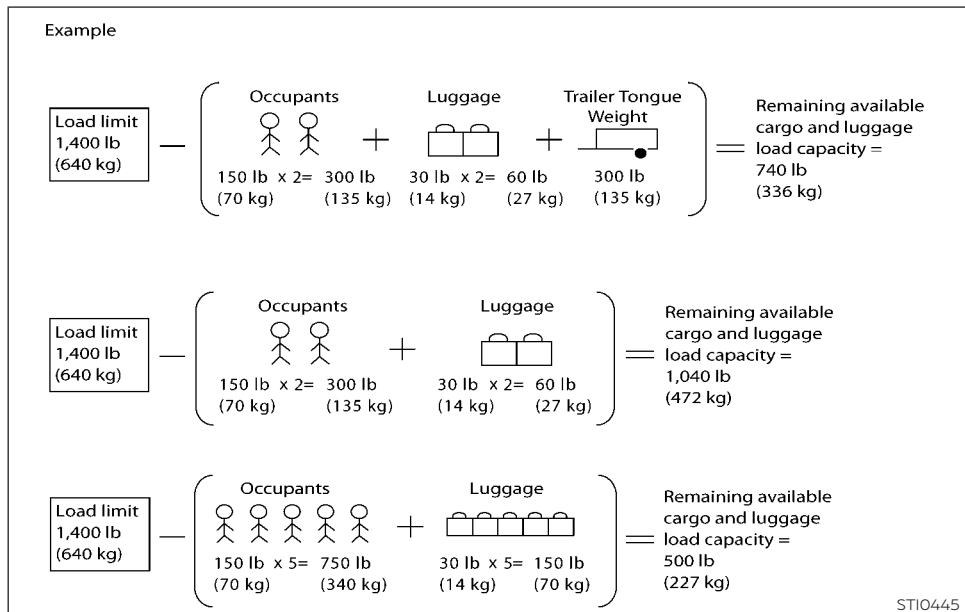 Example
Occupants
Luggage
Trailer Tongue
Weight
Load limit
1,400 lb
(640 kg)
−
+
+
=
150 lb x 2= 300 lb
(70 kg) (135 kg)
30 lb x 2= 60 lb
(14 kg) (27 kg)
300 lb
(135 kg)
Remaining available
cargo and luggage
load capacity =
740 lb
(336 kg)
Occupants
Luggage
Load limit
1,400 lb
(640 kg)
−
+
=
150 lb x 2= 300 lb
(70 kg) (135 kg)
30 lb x 2= 60 lb
(14 kg) (27 kg)
Remaining available
cargo and luggage
load capacity =
1,040 lb
(472 kg)
Occupants
Luggage
Load limit
1,400 lb
(640 kg)
−
+
=
150 lb x 5= 750 lb
(70 kg) (340 kg)
30 lb x 5= 150 lb
(14 kg) (70 kg)
Remaining available
cargo and luggage
load capacity =
500 lb
(227 kg)
STI0445